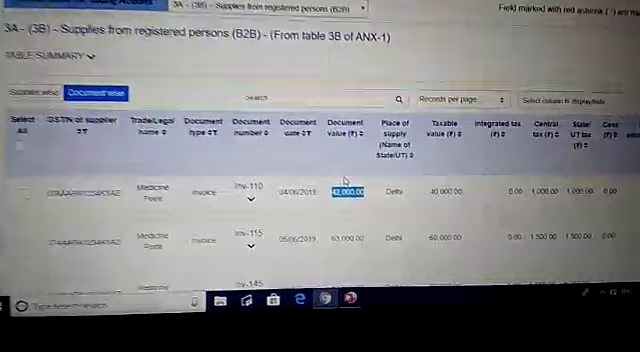 3A - (3B) - Supplies from registered persons (B2B)
Field marked with red asterisk
3A - (3B) - Supplies from registered persons (B2B) - (From table 3B of ANX-1)
TABLE SUMMARY
Supplier wise Document wise
Search Records per page Select column to display/hide
Select All GSTIN of supplier Trade/Legal name Document type Document number Document date Document value (₹) Place of supply (Name of State/UT) Taxable value (₹) Integrated tax (₹) Central tax (₹) State/UT tax (₹) Cess (₹)
Medicine Point Invoice Inv-110 42,000.00 Delhi 40,000.00 0.00 1,000.00 1,000.00 0.00
Medicine Point Invoice Inv-115 05/06/2019 63,000.00 Delhi 60,000.00 0.00 1,500.00 1,500.00 0.00
Medicine Inv-145
Type here to search